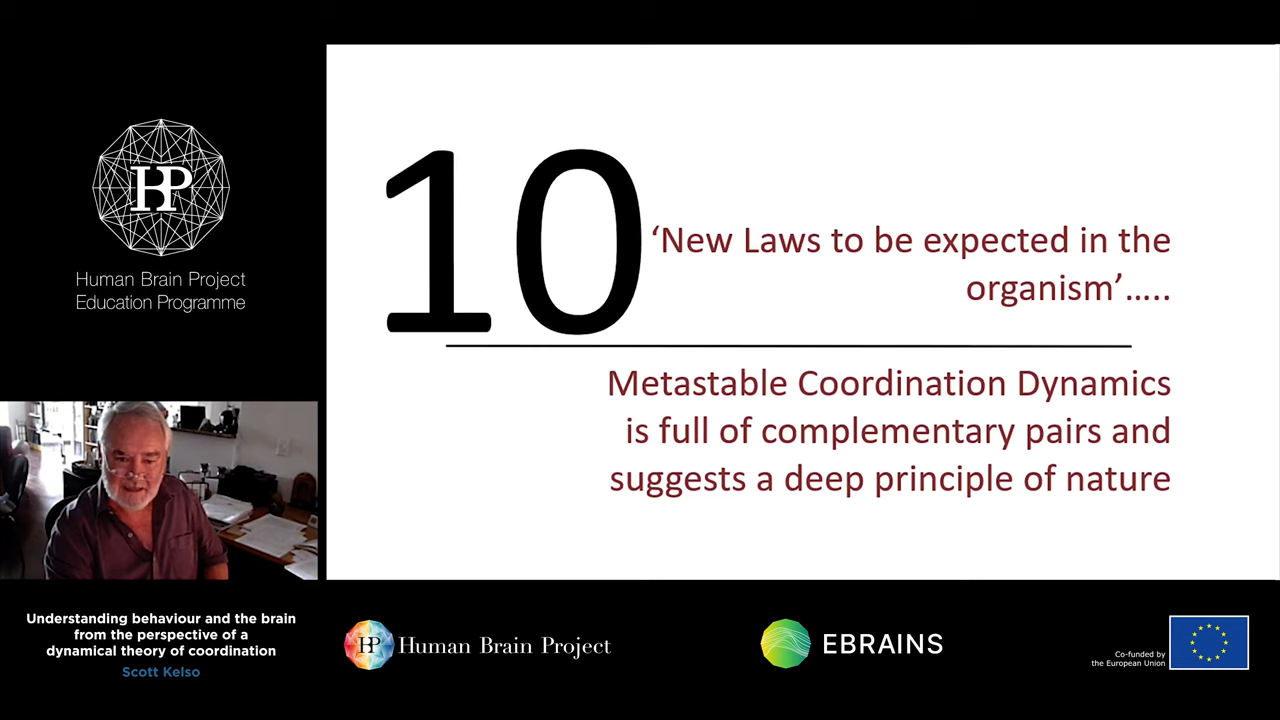 HBP
Human Brain Project
Education Programme
10
‘New Laws to be expected in the
organism’.....
Metastable Coordination Dynamics
is full of complementary pairs and
suggests a deep principle of nature
Understanding behaviour and the brain
from the perspective of a
dynamical theory of coordination
Scott Kelso
HBP Human Brain Project
EBRAINS
Co-funded by
the European Union